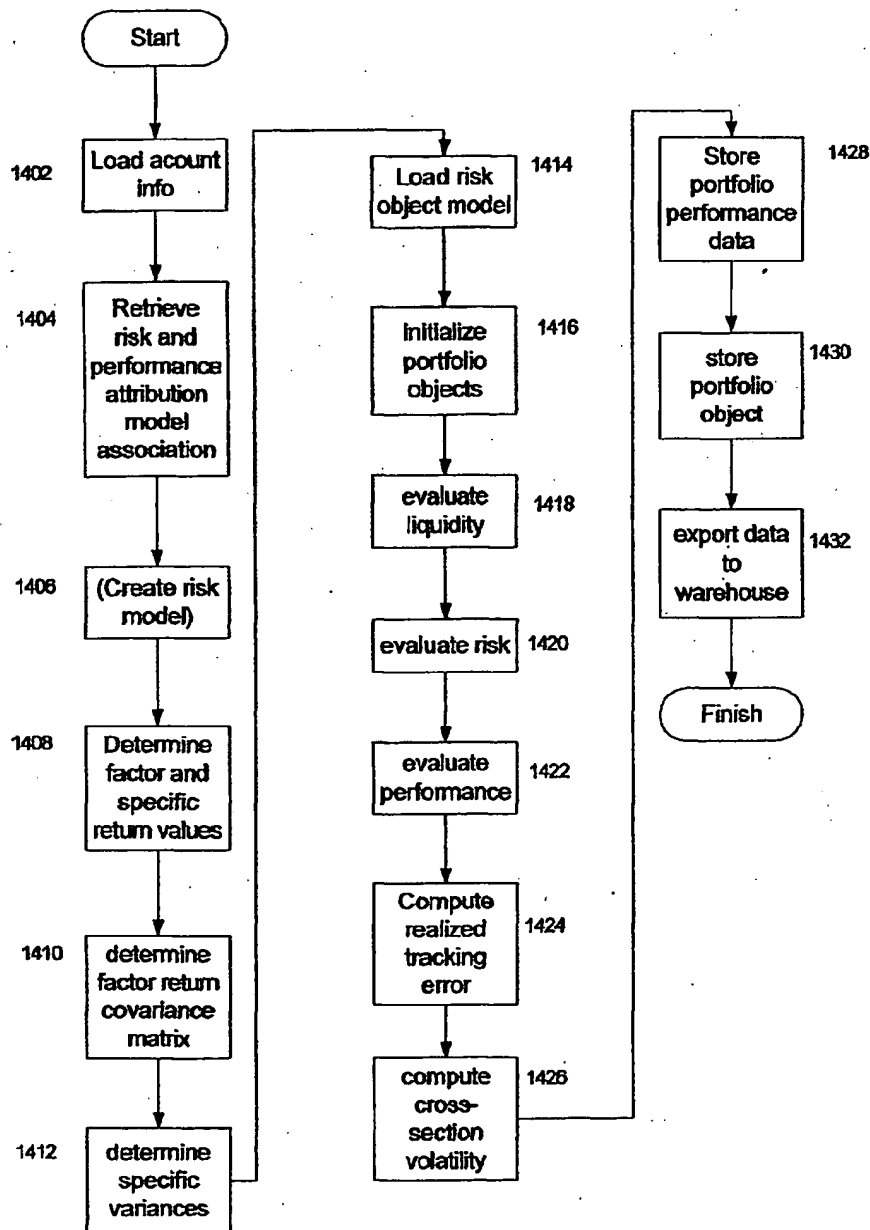 Start
1402
Load acount
info
1404
Retrieve
risk and
performance
attribution
model
association
1406
(Create risk
model)
1408
Determine
factor and
specific
return values
1410
determine
factor return
covariance
matrix
1412
determine
specific
variances
Load risk
object model
1414
Initialize
portfolio
objects
1416
evaluate
liquidity
1418
evaluate risk
1420
evaluate
performance
1422
Compute
realized
tracking
error
1424
compute
cross-
section
volatility
1426
Store
portfolio
performance
data
1428
store
portfolio
object
1430
export data
to
warehouse
1432
Finish